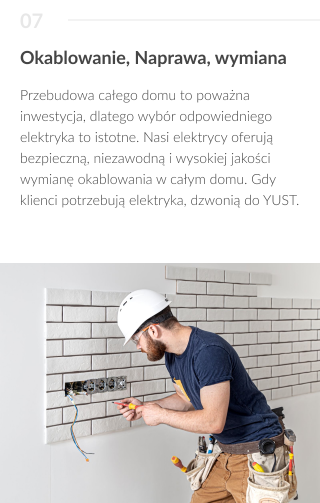 07
Okablowanie, Naprawa, wymiana
Przebudowa całego domu to poważna
inwestycja, dlatego wybór odpowiedniego
elektryka to istotne. Nasi elektrycy oferują
bezpieczną, niezawodną i wysokiej jakości
wymianę okablowania w całym domu. Gdy
klienci potrzebują elektryka, dzwonią do YUST.